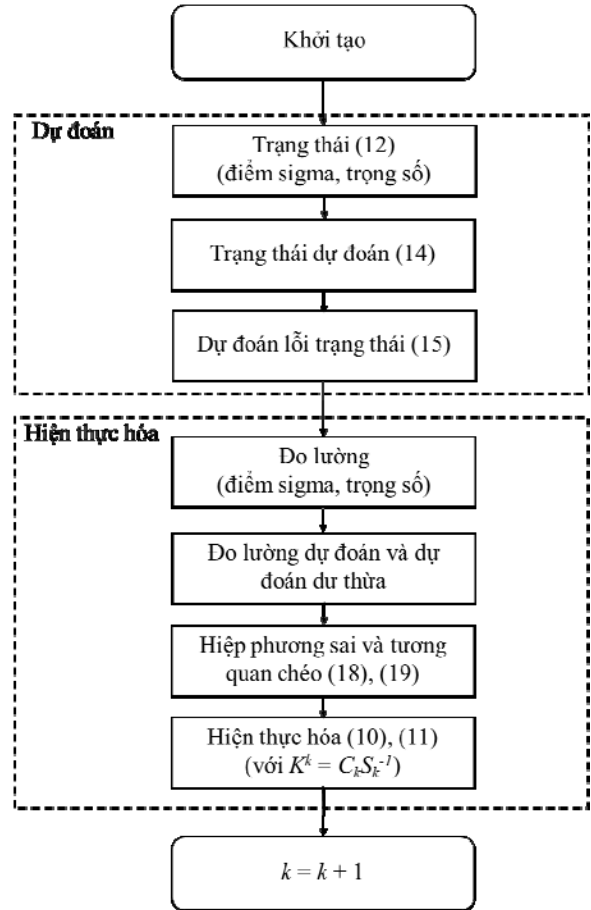 Khởi tạo
Dự đoán
Trạng thái (12)
(điểm sigma, trọng số)
Trạng thái dự đoán (14)
Dự đoán lỗi trạng thái (15)
Hiện thực hóa
Đo lường
(điểm sigma, trọng số)
Đo lường dự đoán và dự
đoán dư thừa
Hiệp phương sai và tương
quan chéo (18), (19)
Hiện thực hóa (10), (11)
(với Kᵏ = CₖSₖ⁻¹)
k = k + 1